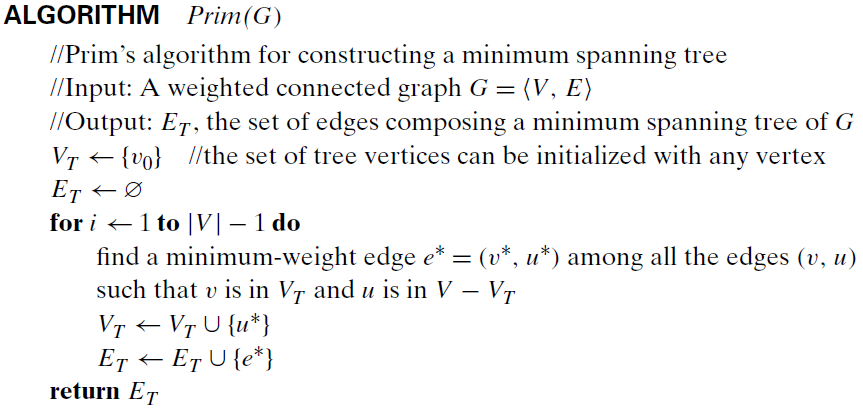 ALGORITHM Prim(G)
//Prim's algorithm for constructing a minimum spanning tree
//Input: A weighted connected graph G = ⟨V, E⟩
//Output: E_T, the set of edges composing a minimum spanning tree of G
V_T ← {v_0} //the set of tree vertices can be initialized with any vertex
E_T ← ∅
for i ← 1 to |V| − 1 do
find a minimum-weight edge e* = (v*, u*) among all the edges (v, u)
such that v is in V_T and u is in V − V_T
V_T ← V_T ∪ {u*}
E_T ← E_T ∪ {e*}
return E_T